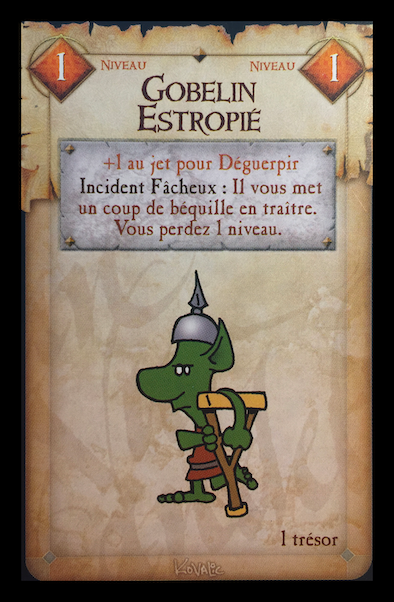 1 Niveau Niveau 1
Gobelin
Estropié
+1 au jet pour Déguerpir
Incident Fâcheux : Il vous met
un coup de béquille en traître.
Vous perdez 1 niveau.
1 trésor
Kovalic